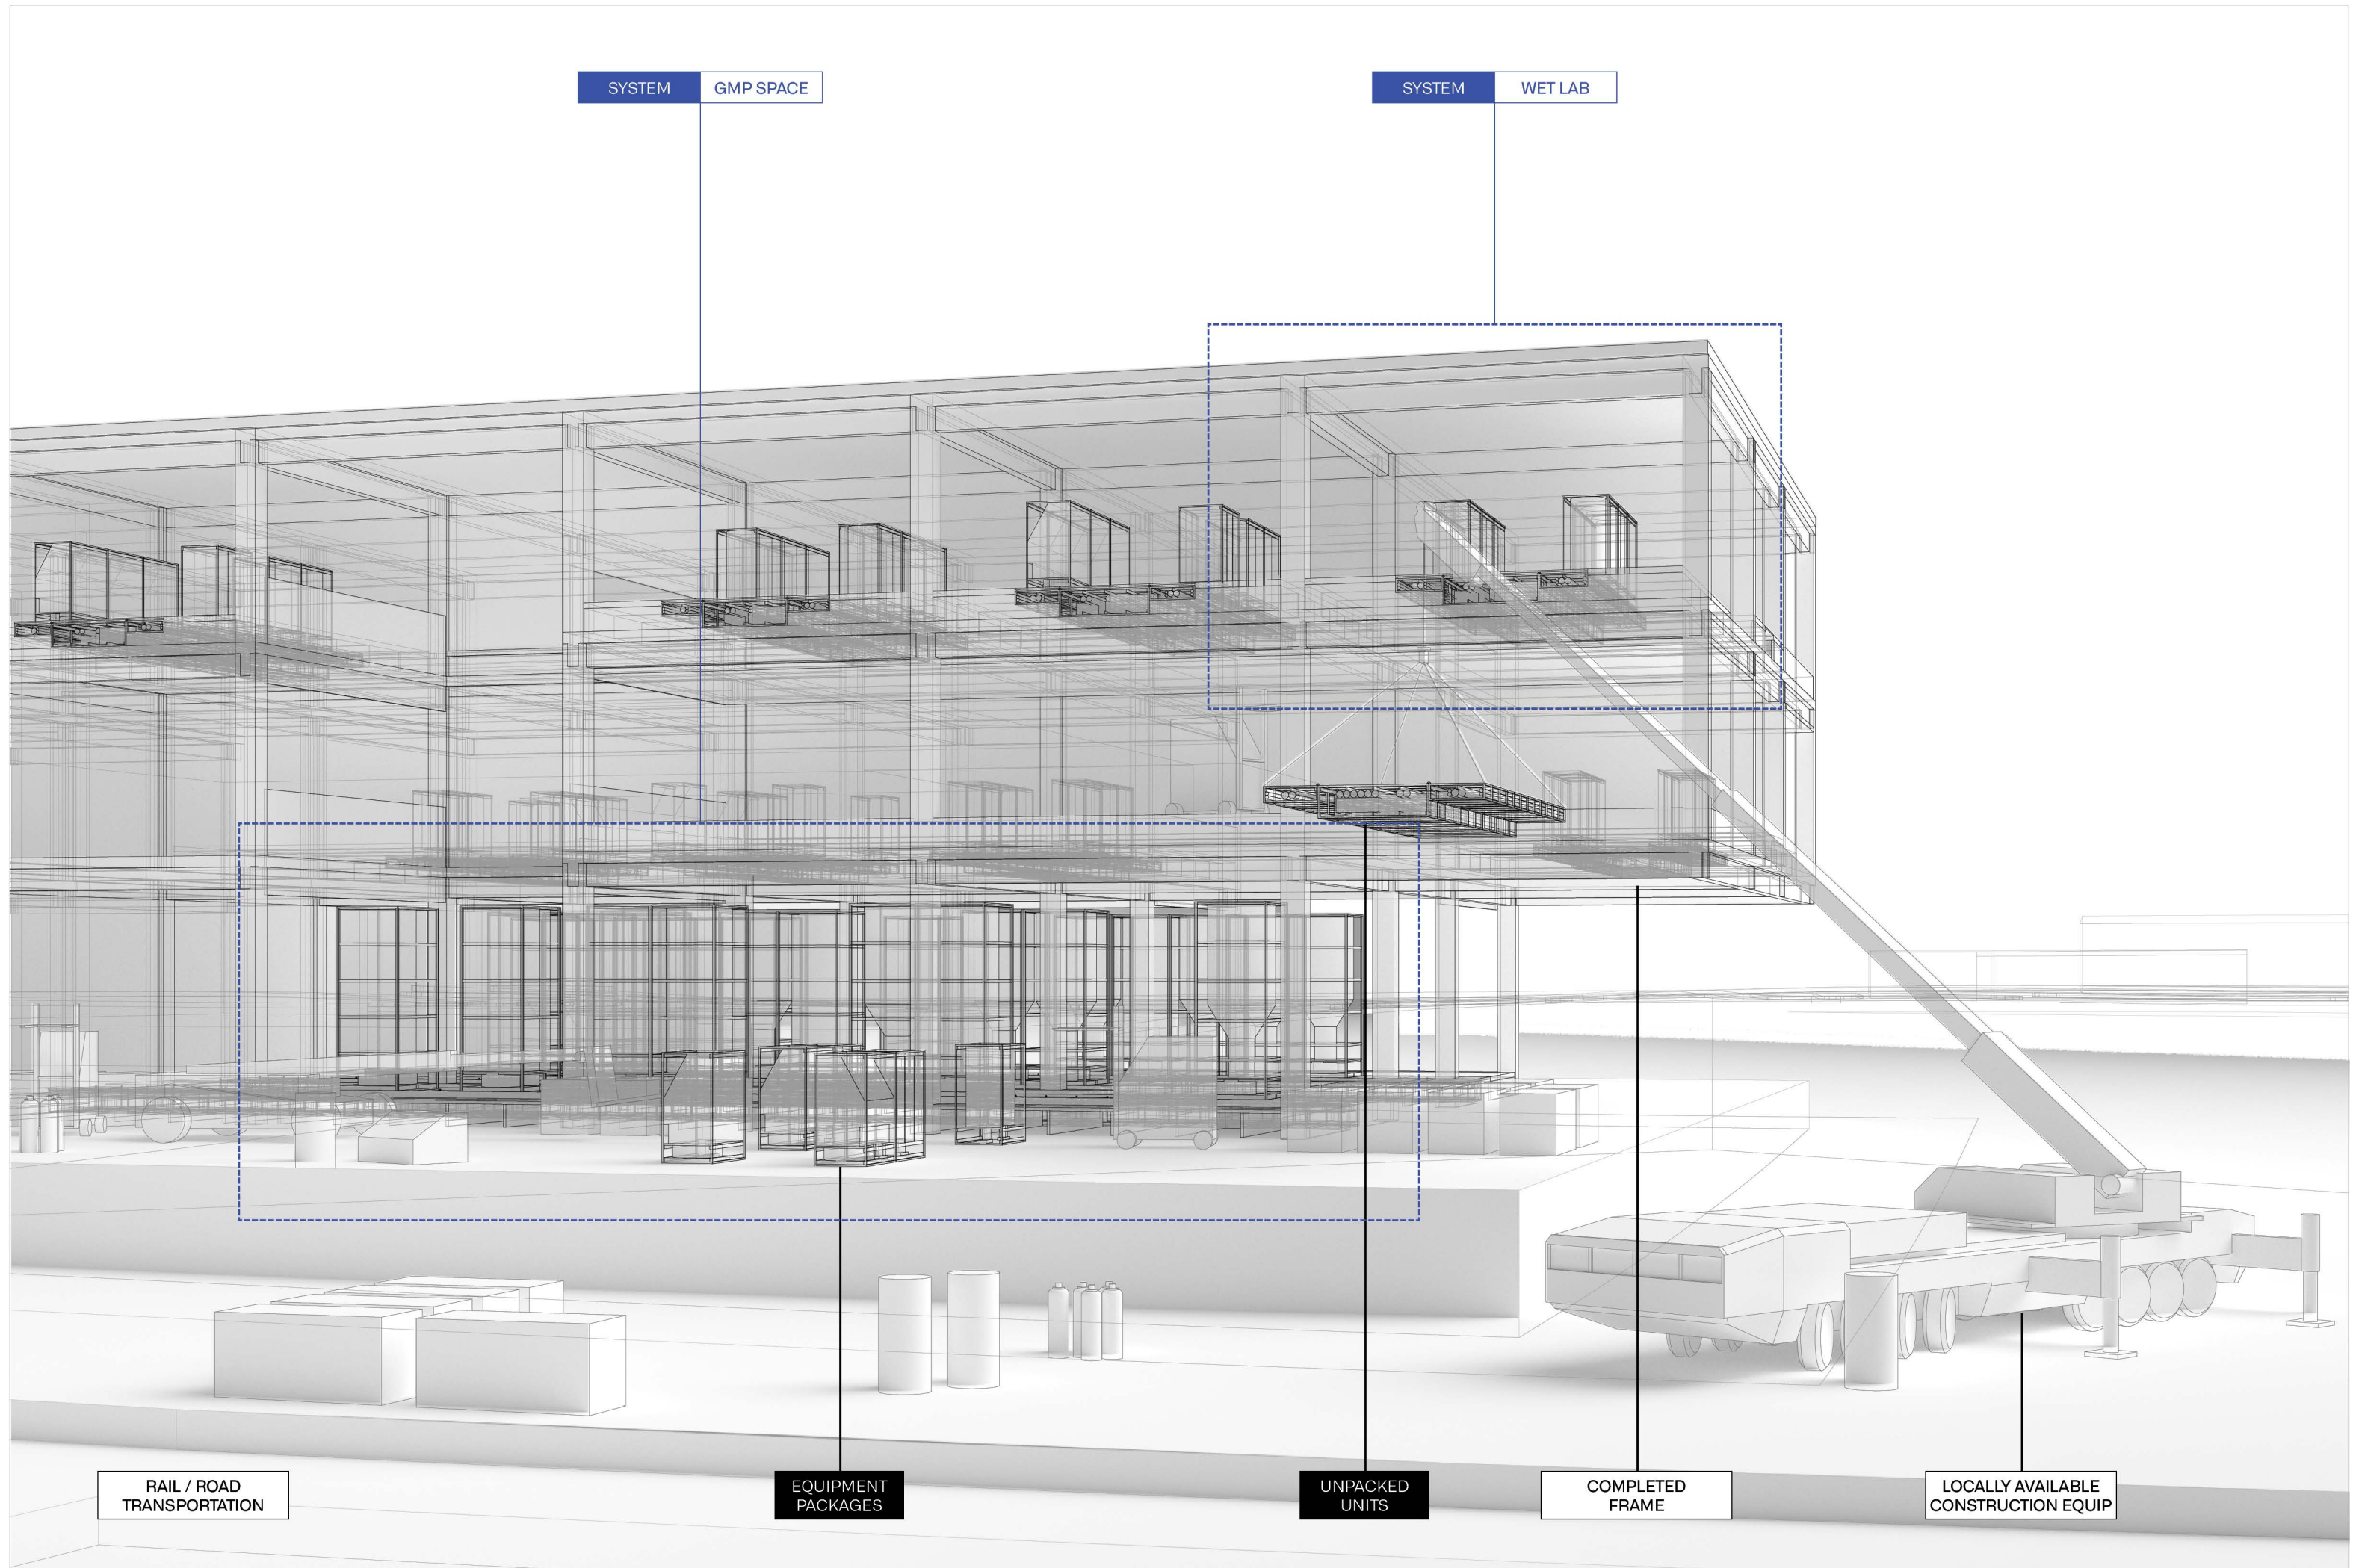 SYSTEM GMP SPACE
SYSTEM WET LAB
RAIL / ROAD
TRANSPORTATION
EQUIPMENT
PACKAGES
UNPACKED
UNITS
COMPLETED
FRAME
LOCALLY AVAILABLE
CONSTRUCTION EQUIP